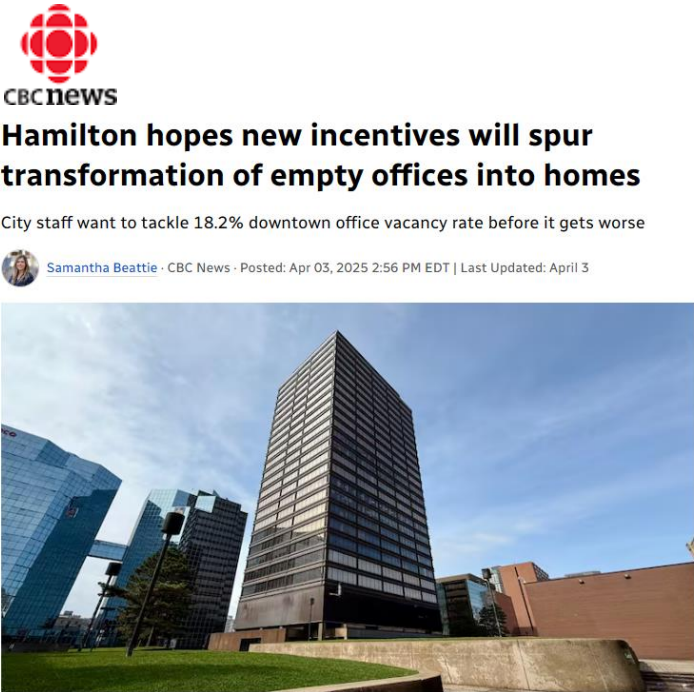 CBCnews
Hamilton hopes new incentives will spur
transformation of empty offices into homes
City staff want to tackle 18.2% downtown office vacancy rate before it gets worse
Samantha Beattie · CBC News · Posted: Apr 03, 2025 2:56 PM EDT | Last Updated: April 3